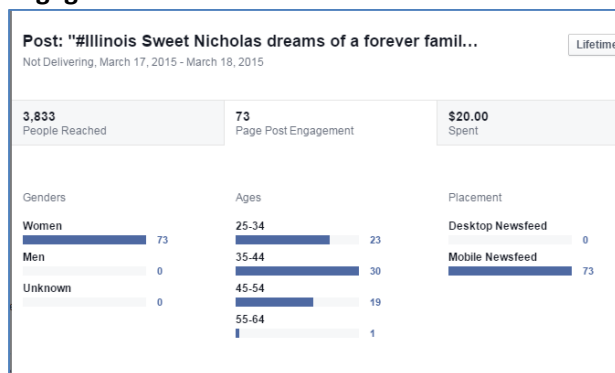 Post: "#Illinois Sweet Nicholas dreams of a forever famil...
Lifetime
Not Delivering, March 17, 2015 - March 18, 2015
3,833
People Reached
73
Page Post Engagement
$20.00
Spent
Genders
Women
73
Men
0
Unknown
0
Ages
25-34
23
35-44
30
45-54
19
55-64
1
Placement
Desktop Newsfeed
0
Mobile Newsfeed
73